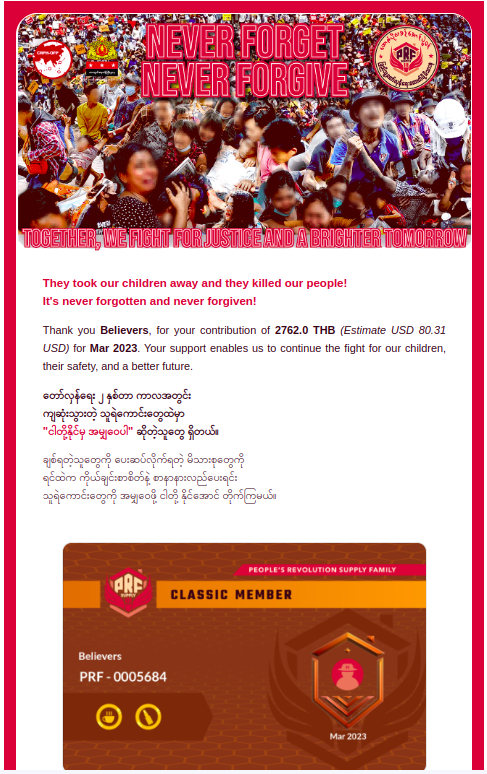 NEVER FORGET
NEVER FORGIVE
CRPH-OFF
PRF
TOGETHER, WE FIGHT FOR JUSTICE AND A BRIGHTER TOMORROW
They took our children away and they killed our people!
It's never forgotten and never forgiven!
Thank you Believers, for your contribution of 2762.0 THB (Estimate USD 80.31
USD) for Mar 2023. Your support enables us to continue the fight for our children,
their safety, and a better future.
တော်လှန်ရေး ၂ နှစ်တာ ကာလအတွင်း
ကျဆုံးသွားတဲ့ သူရဲကောင်းတွေထဲမှာ
"ငါတို့နိုင်မှ အမျှဝေပါ" ဆိုတဲ့သူတွေ ရှိတယ်။
ချစ်ရတဲ့သူတွေကို ပေးဆပ်လိုက်ရတဲ့ မိသားစုတွေကို
ရင်ထဲက ကိုယ်ချင်းစာစိတ်နဲ့ စာနာနားလည်ပေးရင်း
သူရဲကောင်းတွေကို အမျှဝေဖို့ ငါတို့ နိုင်အောင် တိုက်ကြမယ်။
PEOPLE'S REVOLUTION SUPPLY FAMILY
PRF
SUPPLY
CLASSIC MEMBER
Believers
PRF - 0005684
Mar 2023